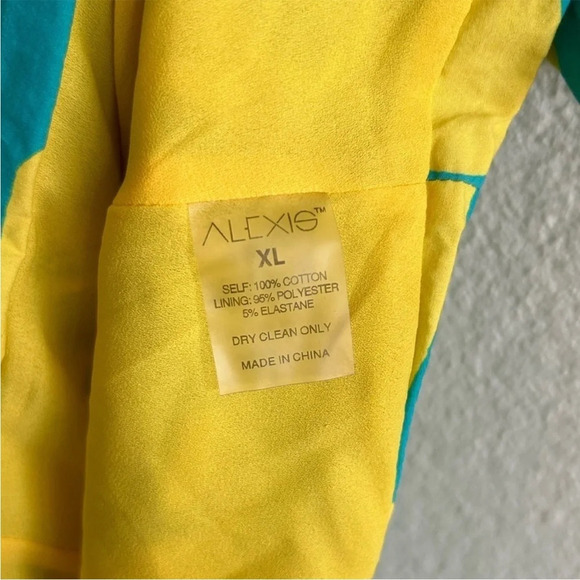 ALEXIS™
XL
SELF: 100% COTTON
LINING: 95% POLYESTER
5% ELASTANE
DRY CLEAN ONLY
MADE IN CHINA